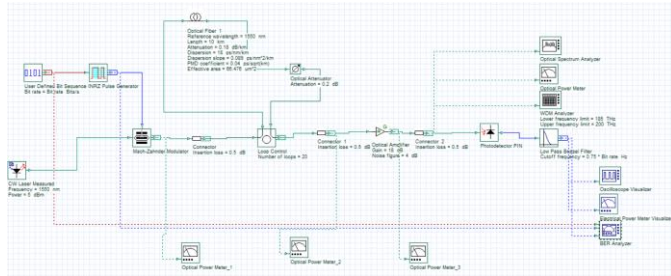 Optical Fiber 1
Reference wavelength = 1550 nm
Length = 10 km
Attenuation = 0.16 dB/km
Dispersion = 16 ps/nm/km
Dispersion slope = 0.085 ps/nm^2/k
PMD coefficient = 0.04 ps/sqrt(km)
Effective area = um^2
Optical Attenuator
Attenuation = 0.2 dB
Optical Spectrum Analyzer
Optical Power Meter
WDM Analyzer
Lower frequency limit = 185 THz
Upper frequency limit = 200 THz
0101
User Defined Bit Sequence
Bit rate = Bit rate Bits/s
NRZ Pulse Generator
Mach-Zehnder Modulator
Connector
Insertion loss = 0.5 dB
Loop Control
Number of loops = 20
Connector 1
Insertion loss = 0.5 dB
Optical Amplifier
Gain = 16 dB
Noise figure = 4 dB
Connector 2
Insertion loss = 0.5 dB
Photodetector PIN
Low Pass Bessel Filter
Cutoff frequency = 0.75 * Bit rate Hz
CW Laser Measured
Frequency = 1550 nm
Power = 5 dBm
Oscilloscope Visualizer
Electrical Power Meter Visualizer
BER Analyzer
Optical Power Meter_1
Optical Power Meter_2
Optical Power Meter_3